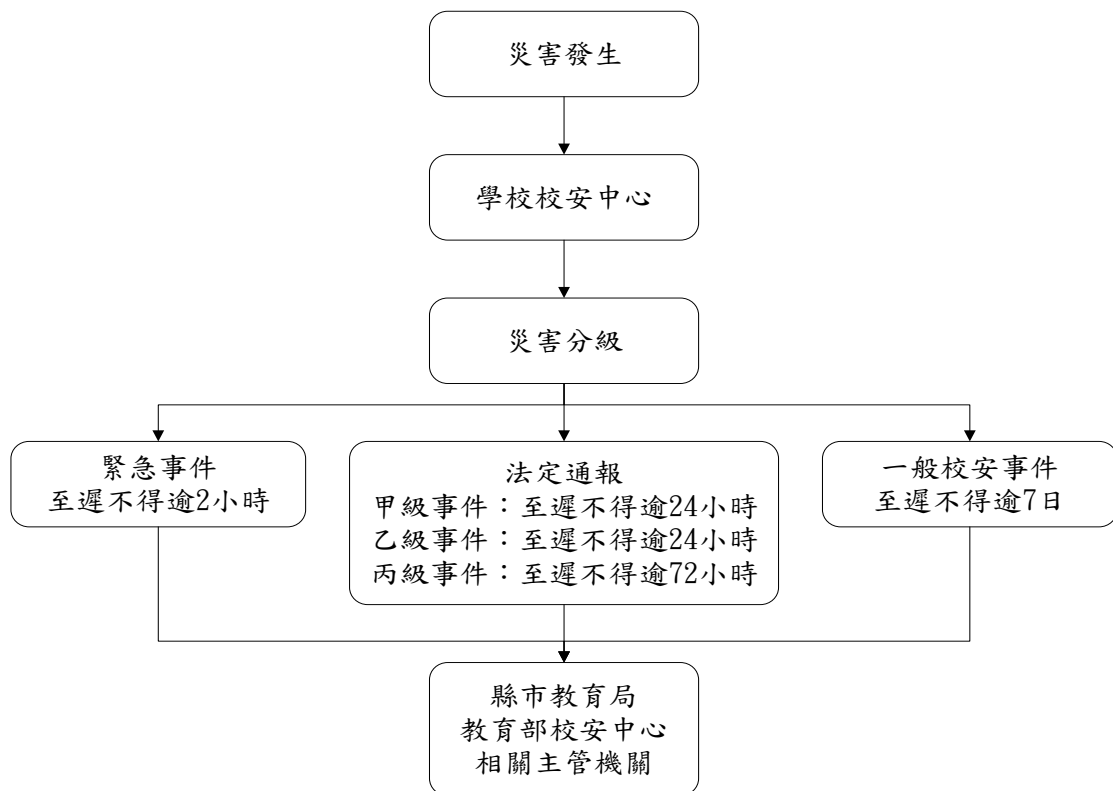 災害發生
學校校安中心
災害分級
緊急事件
至遲不得逾2小時
法定通報
甲級事件：至遲不得逾24小時
乙級事件：至遲不得逾24小時
丙級事件：至遲不得逾72小時
一般校安事件
至遲不得逾7日
縣市教育局
教育部校安中心
相關主管機關